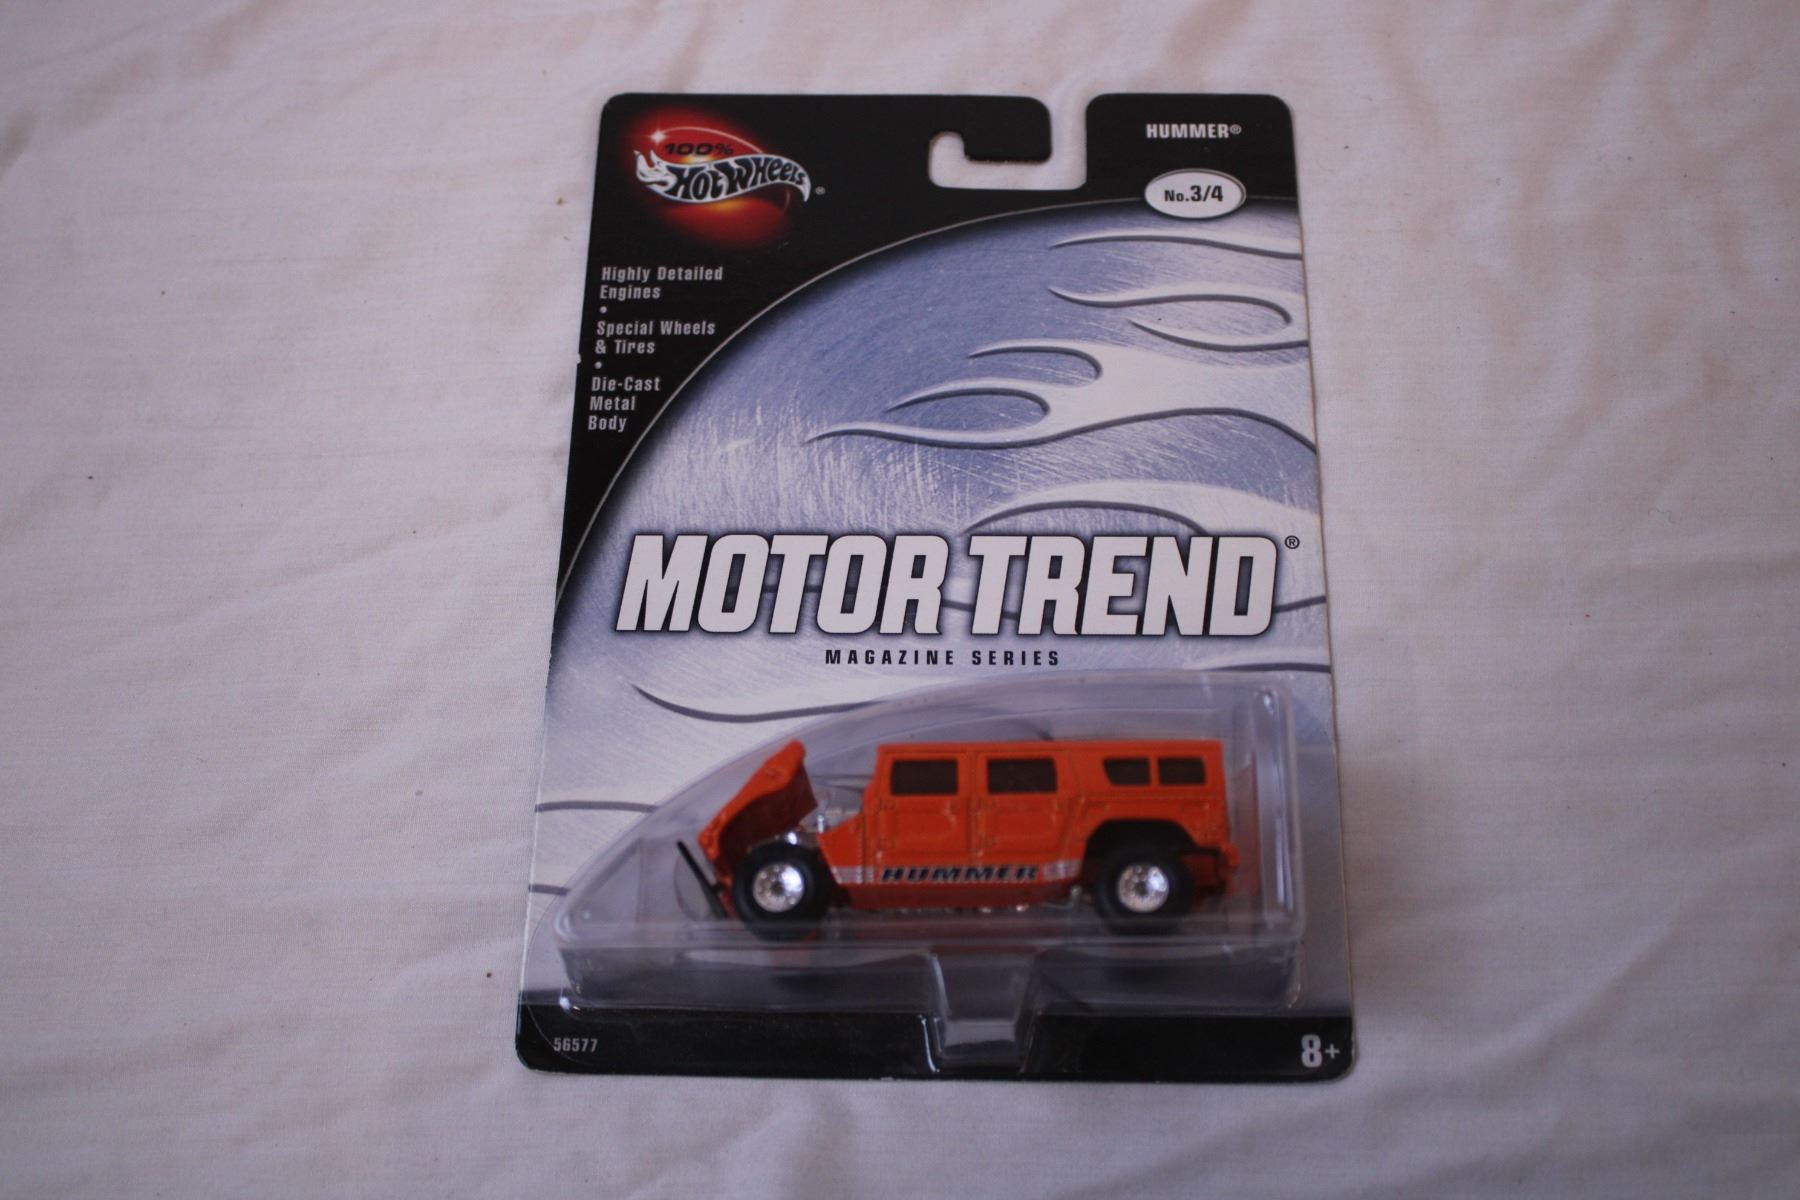 100%
Hot Wheels®
HUMMER®
No.3/4
Highly Detailed
Engines
•
Special Wheels
& Tires
•
Die-Cast
Metal
Body
MOTOR TREND®
MAGAZINE SERIES
HUMMER
56577
8+